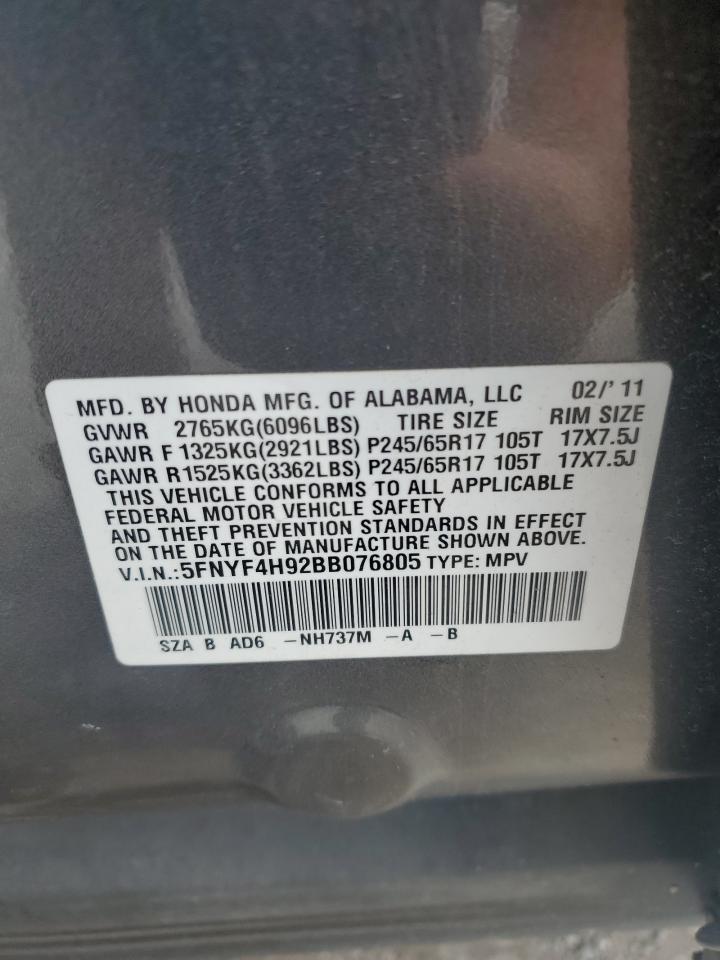 MFD. BY HONDA MFG. OF ALABAMA, LLC 02/' 11
GVWR 2765KG(6096LBS) TIRE SIZE RIM SIZE
GAWR F 1325KG(2921LBS) P245/65R17 105T 17X7.5J
GAWR R1525KG(3362LBS) P245/65R17 105T 17X7.5J
THIS VEHICLE CONFORMS TO ALL APPLICABLE
FEDERAL MOTOR VEHICLE SAFETY
AND THEFT PREVENTION STANDARDS IN EFFECT
ON THE DATE OF MANUFACTURE SHOWN ABOVE.
V.I.N.:5FNYF4H92BB076805 TYPE: MPV
SZA B AD6 -NH737M -A -B